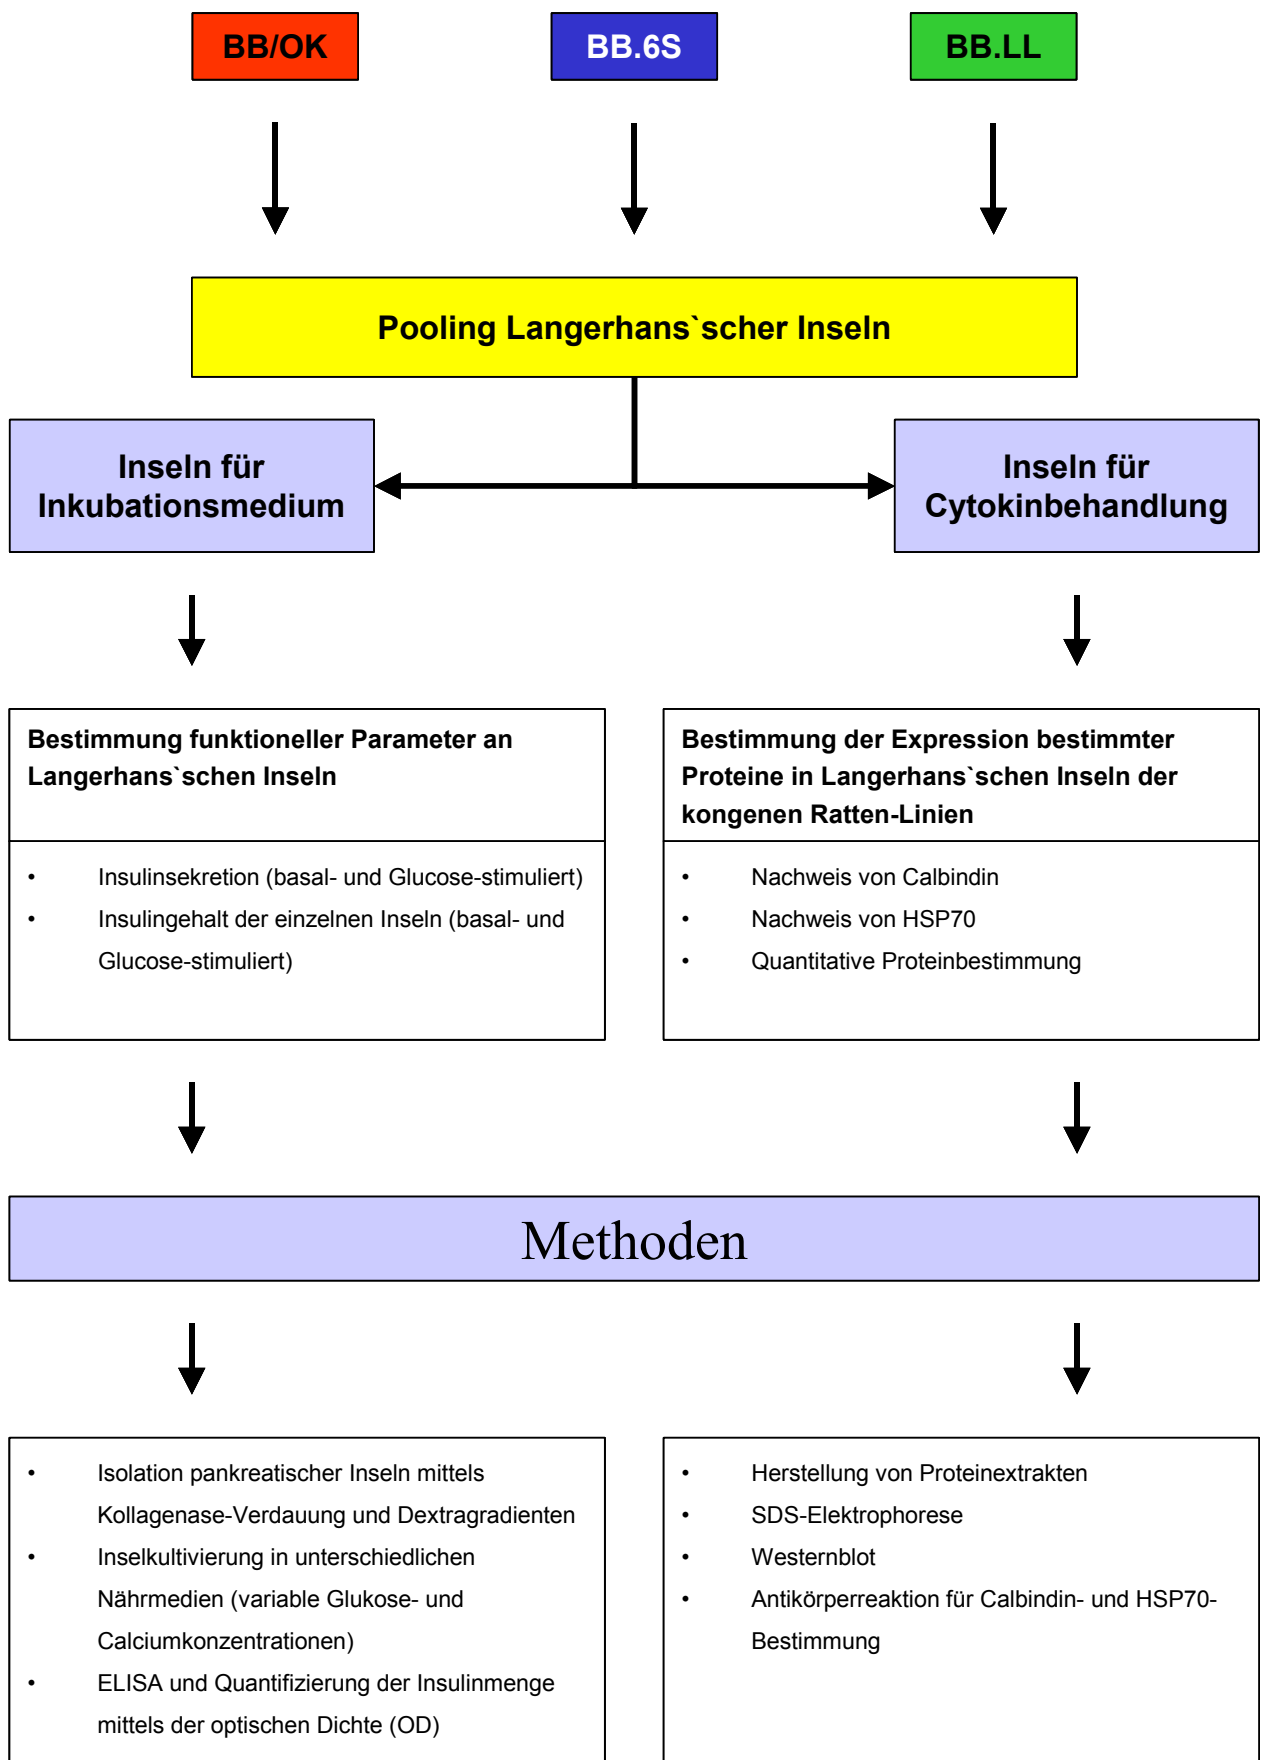 BB/OK
BB.6S
BB.LL
Pooling Langerhans`scher Inseln
Inseln für
Inkubationsmedium
Inseln für
Cytokinbehandlung
Bestimmung funktioneller Parameter an
Langerhans`schen Inseln
• Insulinsekretion (basal- und Glucose-stimuliert)
• Insulingehalt der einzelnen Inseln (basal- und
Glucose-stimuliert)
Bestimmung der Expression bestimmter
Proteine in Langerhans`schen Inseln der
kongenen Ratten-Linien
• Nachweis von Calbindin
• Nachweis von HSP70
• Quantitative Proteinbestimmung
Methoden
• Isolation pankreatischer Inseln mittels
Kollagenase-Verdauung und Dextragradienten
• Inselkultivierung in unterschiedlichen
Nährmedien (variable Glukose- und
Calciumkonzentrationen)
• ELISA und Quantifizierung der Insulinmenge
mittels der optischen Dichte (OD)
• Herstellung von Proteinextrakten
• SDS-Elektrophorese
• Westernblot
• Antikörperreaktion für Calbindin- und HSP70-
Bestimmung